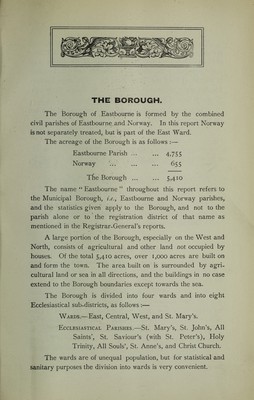 THE BOROUGH.
The Borough of Eastbourne is formed by the combined
civil parishes of Eastbourne and Norway. In this report Norway
is not separately treated, but is part of the East Ward.
The acreage of the Borough is as follows :—
Eastbourne Parish ... ... 4,755
Norway ... ... ... 655
The Borough ... ... 5,410
The name “ Eastbourne ” throughout this report refers to
the Municipal Borough, i.e., Eastbourne and Norway parishes,
and the statistics given apply to the Borough, and not to the
parish alone or to the registration district of that name as
mentioned in the Registrar-General's reports.
A large portion of the Borough, especially on the West and
North, consists of agricultural and other land not occupied by
houses. Of the total 5,410 acres, over 1,000 acres are built on
and form the town. The area built on is surrounded by agri-
cultural land or sea in all directions, and the buildings in no case
extend to the Borough boundaries except towards the sea.
The Borough is divided into four wards and into eight
Ecclesiastical sub-districts, as follows :—
Wards.—East, Central, West, and St. Mary's.
Ecclesiastical Parishes.—St. Mary's, St. John's, All
Saints', St. Saviour's (with St. Peter's), Holy
Trinity, All Souls', St. Anne's, and Christ Church.
The wards are of unequal population, but for statistical and
sanitary purposes the division into wards is very convenient.